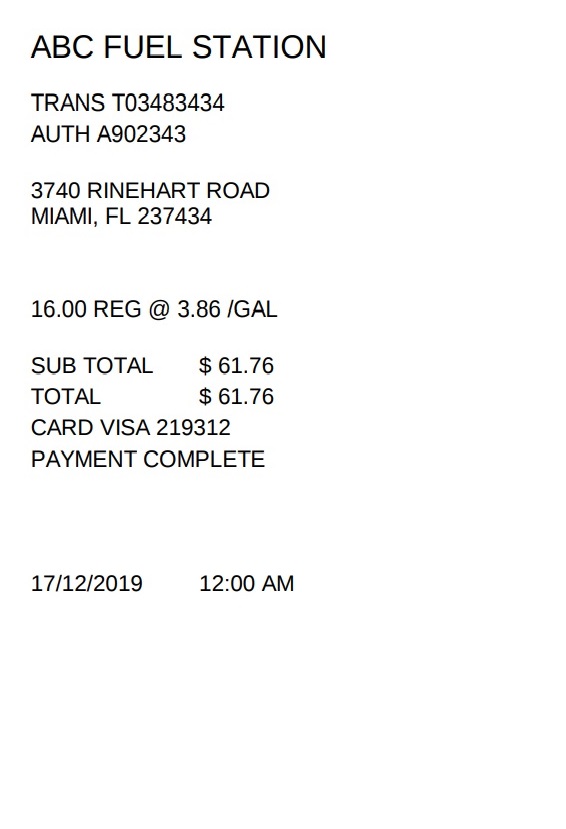 ABC FUEL STATION
TRANS T03483434
AUTH A902343
3740 RINEHART ROAD
MIAMI, FL 237434
16.00 REG @ 3.86 /GAL
SUB TOTAL $ 61.76
TOTAL $ 61.76
CARD VISA 219312
PAYMENT COMPLETE
17/12/2019 12:00 AM